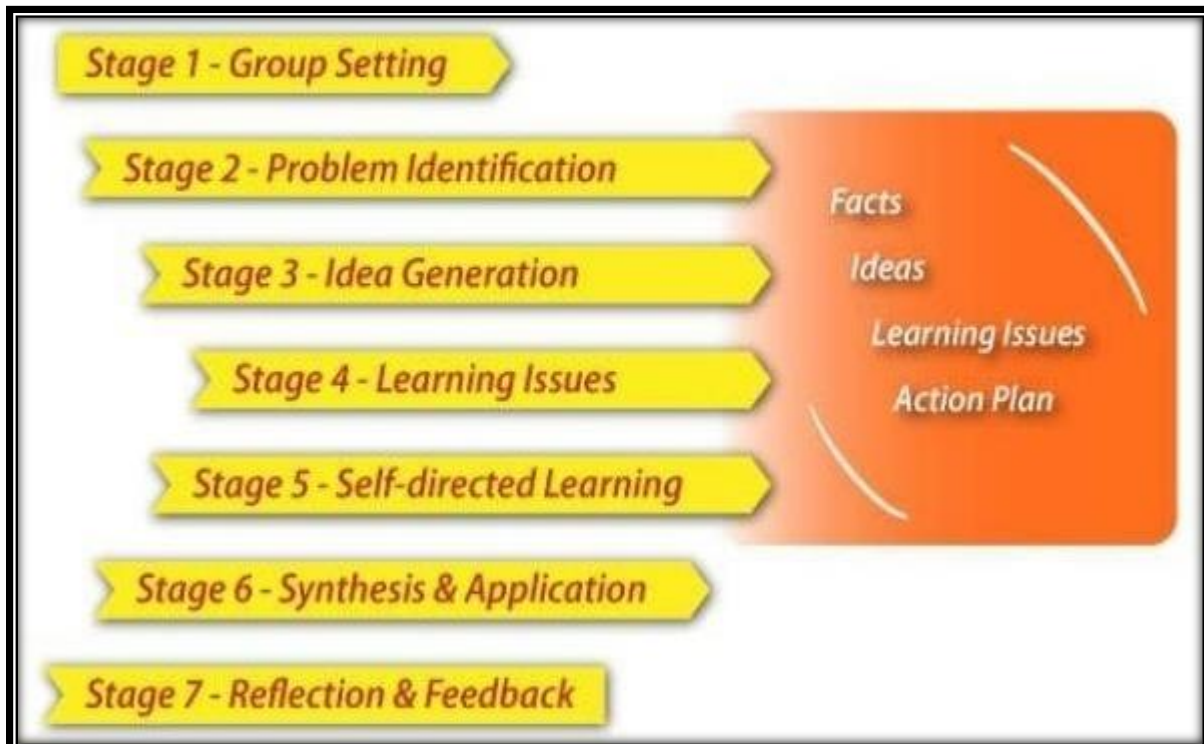 Stage 1 - Group Setting
Stage 2 - Problem Identification
Stage 3 - Idea Generation
Stage 4 - Learning Issues
Stage 5 - Self-directed Learning
Stage 6 - Synthesis & Application
Stage 7 - Reflection & Feedback
Facts
Ideas
Learning Issues
Action Plan